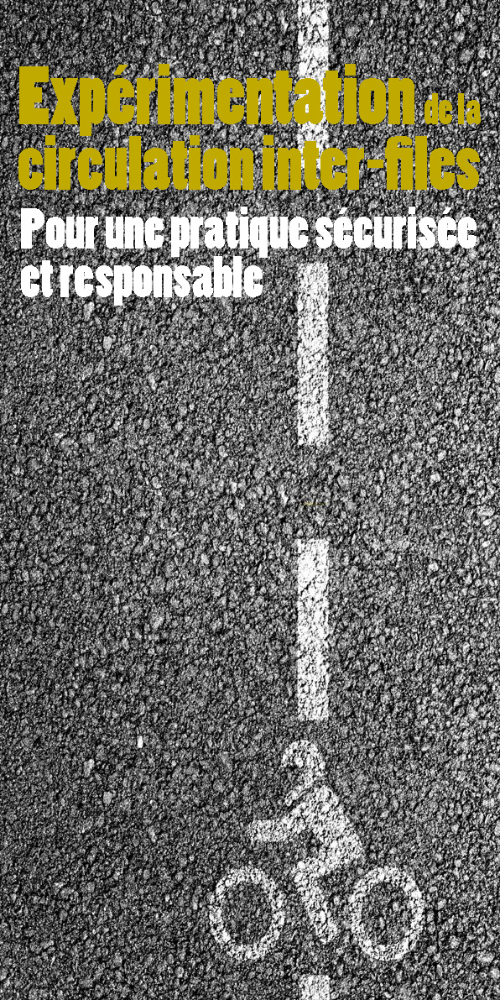 Expérimentation de la
circulation inter-files
Pour une pratique sécurisée
et responsable